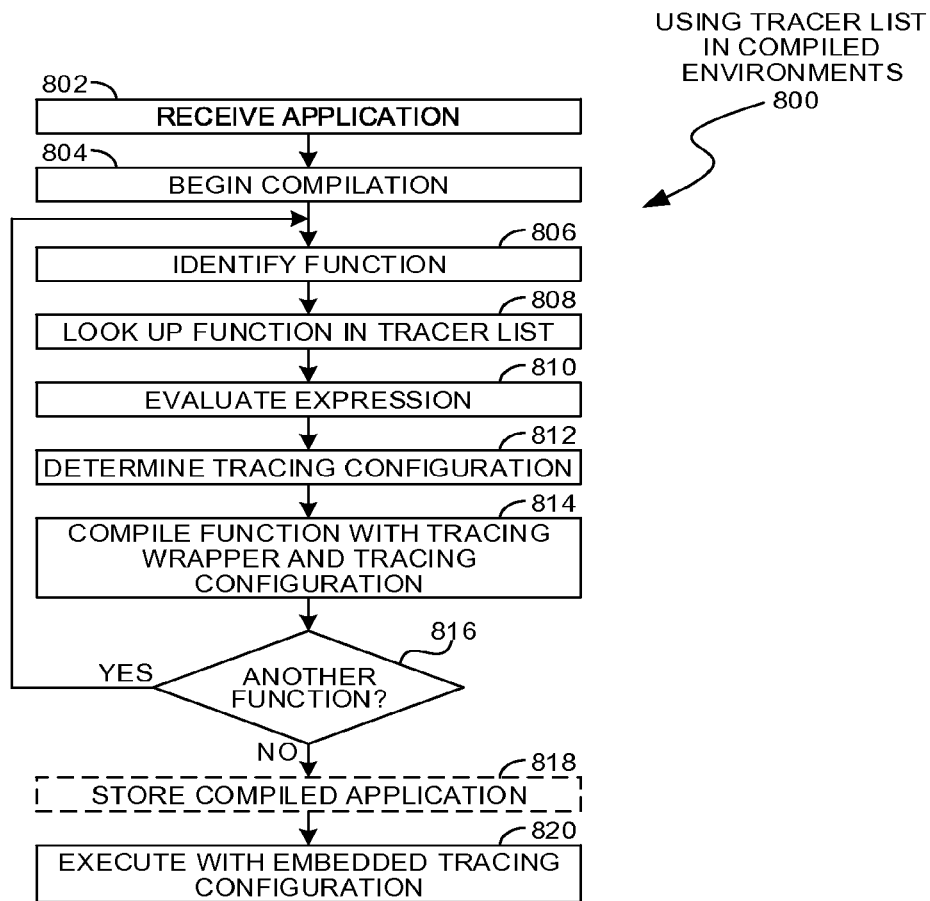 USING TRACER LIST
IN COMPILED
ENVIRONMENTS
800
802
RECEIVE APPLICATION
804
BEGIN COMPILATION
806
IDENTIFY FUNCTION
808
LOOK UP FUNCTION IN TRACER LIST
810
EVALUATE EXPRESSION
812
DETERMINE TRACING CONFIGURATION
814
COMPILE FUNCTION WITH TRACING
WRAPPER AND TRACING
CONFIGURATION
816
YES
ANOTHER
FUNCTION?
NO
818
STORE COMPILED APPLICATION
820
EXECUTE WITH EMBEDDED TRACING
CONFIGURATION